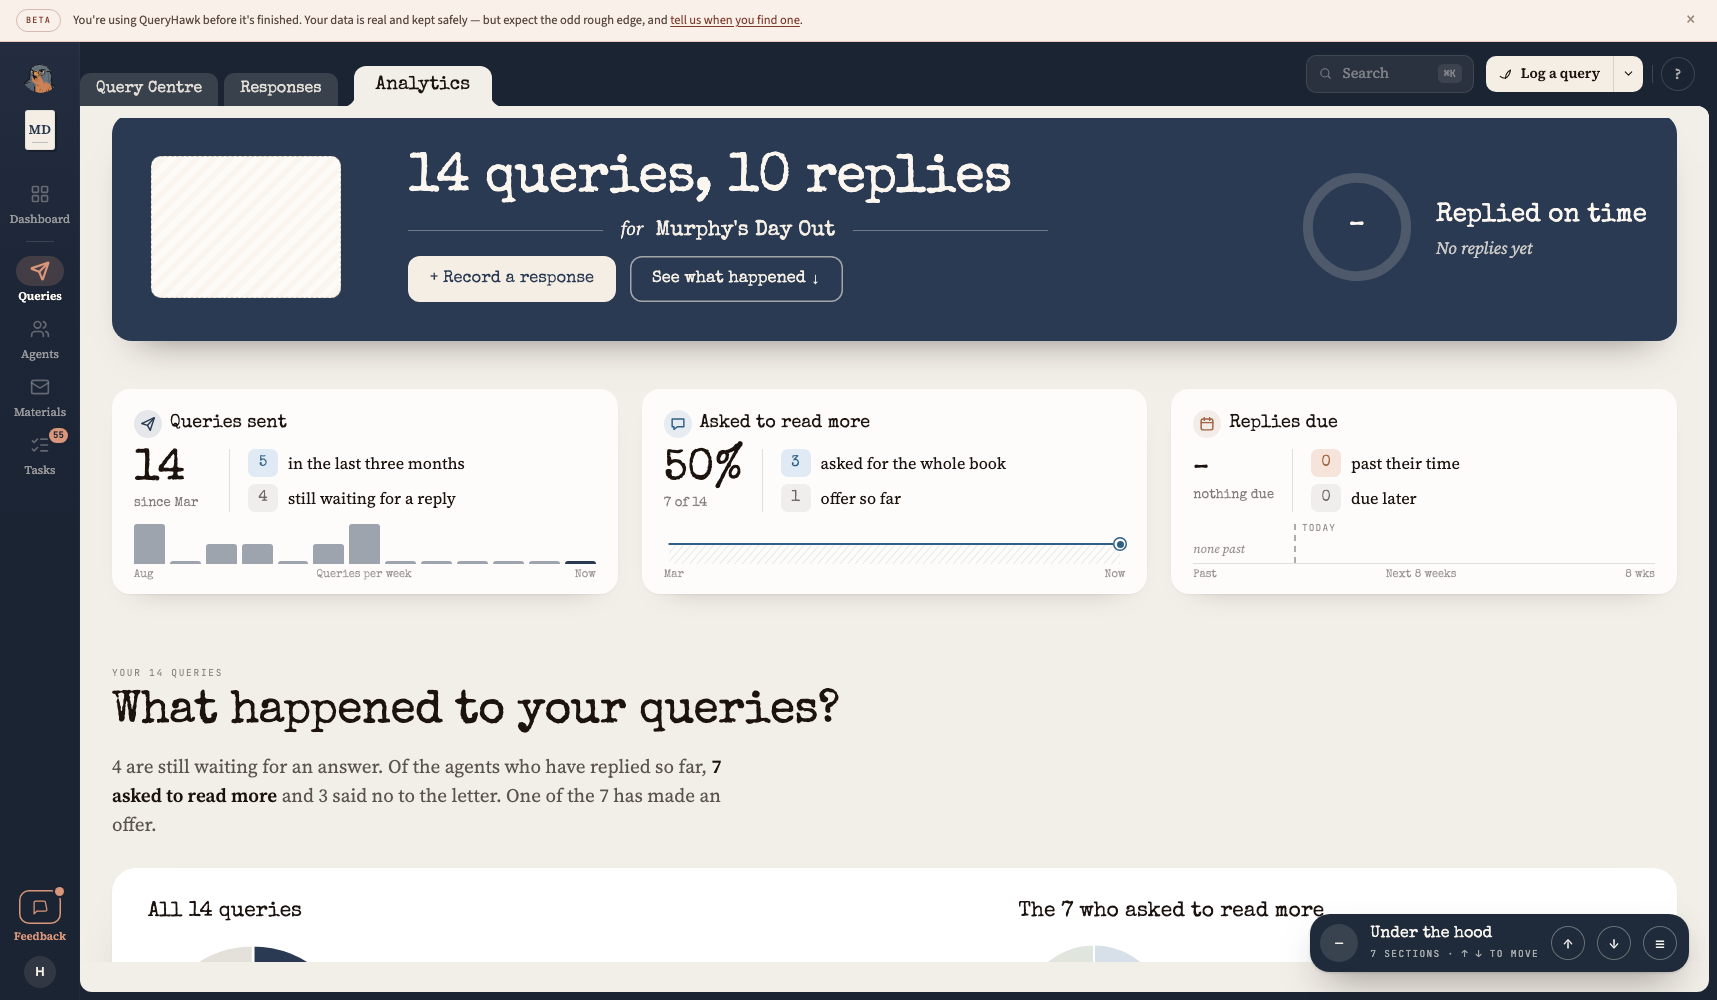 BETA
You're using QueryHawk before it's finished. Your data is real and kept safely — but expect the odd rough edge, and tell us when you find one.
×
MD
Dashboard
Queries
Agents
Materials
55
Tasks
Feedback
H
Query Centre
Responses
Analytics
Search
⌘K
Log a query
?
14 queries, 10 replies
for Murphy's Day Out
+ Record a response
See what happened ↓
–
Replied on time
No replies yet
Queries sent
14
since Mar
5 in the last three months
4 still waiting for a reply
Aug
Queries per week
Now
Asked to read more
50%
7 of 14
3 asked for the whole book
1 offer so far
Mar
Now
Replies due
–
nothing due
0 past their time
0 due later
TODAY
none past
Past
Next 8 weeks
8 wks
YOUR 14 QUERIES
What happened to your queries?
4 are still waiting for an answer. Of the agents who have replied so far, 7
asked to read more and 3 said no to the letter. One of the 7 has made an
offer.
All 14 queries
The 7 who asked to read more
–
Under the hood
7 SECTIONS · ↑ ↓ TO MOVE
↑
↓
≡